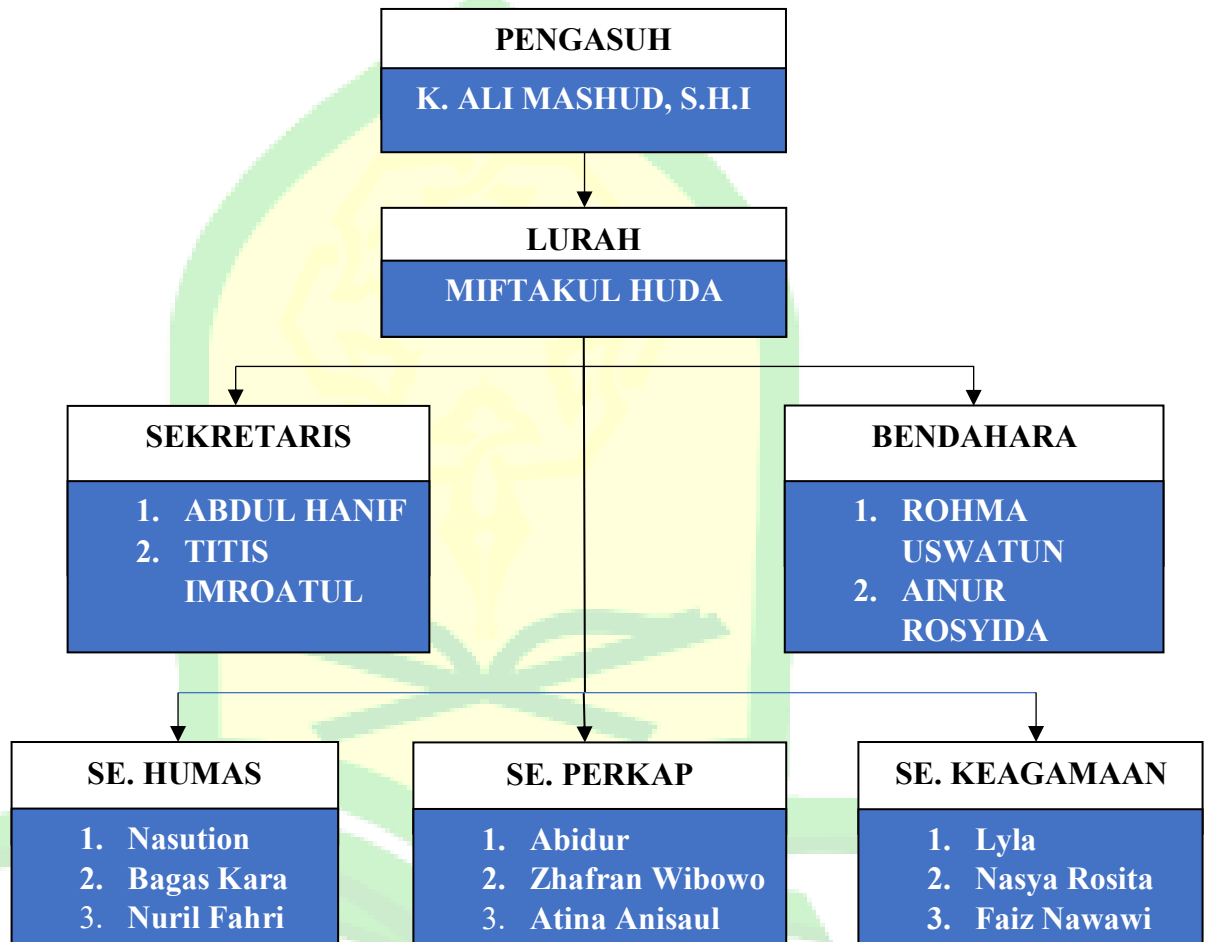 PENGASUH
K. ALI MASHUD, S.H.I
LURAH
MIFTAKUL HUDA
SEKRETARIS
1. ABDUL HANIF
2. TITIS
IMROATUL
BENDAHARA
1. ROHMA
USWATUN
2. AINUR
ROSYIDA
SE. HUMAS
1. Nasution
2. Bagas Kara
3. Nuril Fahri
SE. PERKAP
1. Abidur
2. Zhafran Wibowo
3. Atina Anisaul
SE. KEAGAMAAN
1. Lyla
2. Nasya Rosita
3. Faiz Nawawi